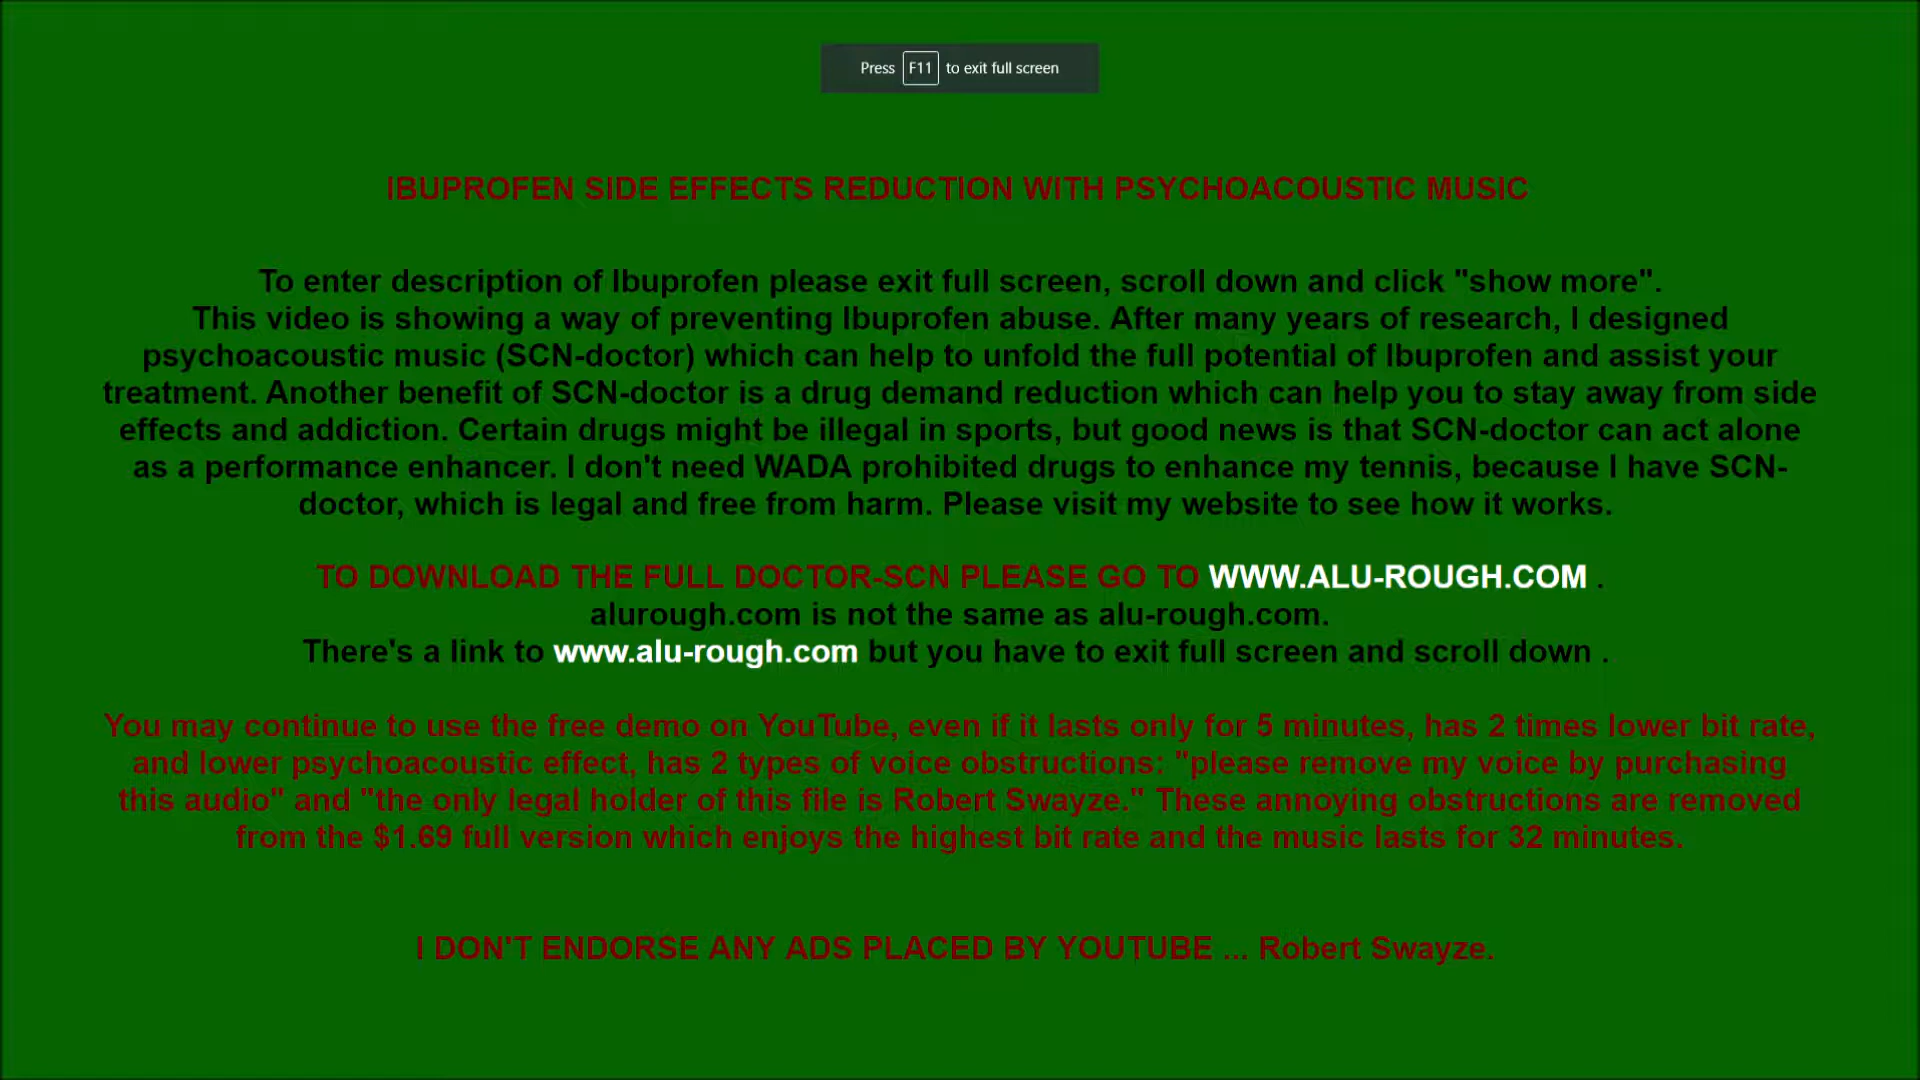 Press F11 to exit full screen
IBUPROFEN SIDE EFFECTS REDUCTION WITH PSYCHOACOUSTIC MUSIC
To enter description of Ibuprofen please exit full screen, scroll down and click "show more".
This video is showing a way of preventing Ibuprofen abuse. After many years of research, I designed
psychoacoustic music (SCN-doctor) which can help to unfold the full potential of Ibuprofen and assist your
treatment. Another benefit of SCN-doctor is a drug demand reduction which can help you to stay away from side
effects and addiction. Certain drugs might be illegal in sports, but good news is that SCN-doctor can act alone
as a performance enhancer. I don't need WADA prohibited drugs to enhance my tennis, because I have SCN-
doctor, which is legal and free from harm. Please visit my website to see how it works.
TO DOWNLOAD THE FULL DOCTOR-SCN PLEASE GO TO WWW.ALU-ROUGH.COM .
alurough.com is not the same as alu-rough.com.
There's a link to www.alu-rough.com but you have to exit full screen and scroll down .
You may continue to use the free demo on YouTube, even if it lasts only for 5 minutes, has 2 times lower bit rate,
and lower psychoacoustic effect, has 2 types of voice obstructions: "please remove my voice by purchasing
this audio" and "the only legal holder of this file is Robert Swayze." These annoying obstructions are removed
from the $1.69 full version which enjoys the highest bit rate and the music lasts for 32 minutes.
I DON'T ENDORSE ANY ADS PLACED BY YOUTUBE ... Robert Swayze.